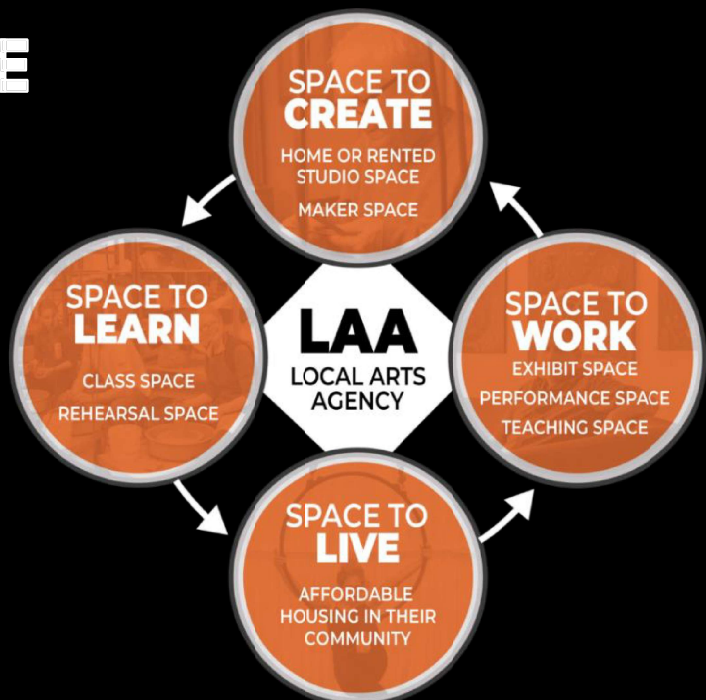 E
SPACE TO
CREATE
HOME OR RENTED
STUDIO SPACE
MAKER SPACE
SPACE TO
LEARN
CLASS SPACE
REHEARSAL SPACE
LAA
LOCAL ARTS
AGENCY
SPACE TO
WORK
EXHIBIT SPACE
PERFORMANCE SPACE
TEACHING SPACE
SPACE TO
LIVE
AFFORDABLE
HOUSING IN THEIR
COMMUNITY